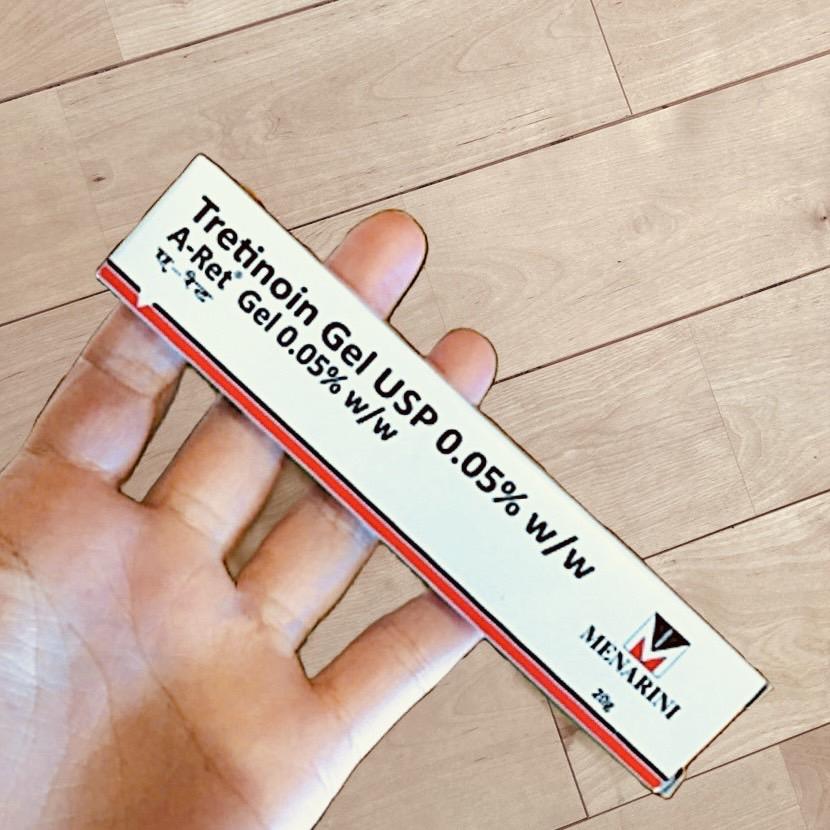 Tretinoin Gel USP 0.05% w/w
A-Ret® Gel 0.05% w/w
ए-रेट
MENARINI
20g